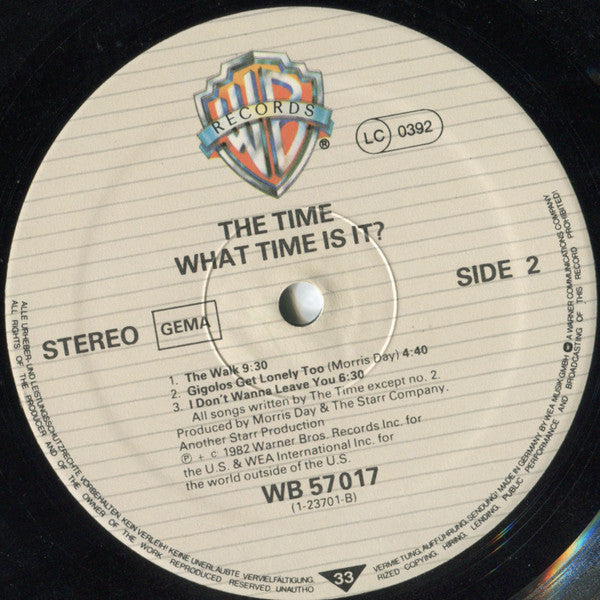 WB
RECORDS
®
LC 0392
THE TIME
WHAT TIME IS IT?
STEREO
GEMA
SIDE 2
1. The Walk 9:30
2. Gigolos Get Lonely Too (Morris Day) 4:40
3. I Don't Wanna Leave You 6:30
All songs written by The Time except no. 2.
Produced by Morris Day & The Starr Company.
Another Starr Production
Ⓟ + c 1982 Warner Bros. Records Inc. for
the U.S. & WEA International Inc. for
the world outside of the U.S.
WB 57 017
(1-23701-B)
33
ALLE URHEBER- UND LEISTUNGSSCHUTZRECHTE VORBEHALTEN. KEIN VERLEIH! KEINE UNERLAUBTE VERVIELFÄLTIGUNG,
VERMIETUNG, AUFFÜHRUNG, SENDUNG! MADE IN GERMANY BY WEA MUSIK GMBH A WARNER COMMUNICATIONS COMPANY
ALL RIGHTS OF THE PRODUCER AND OF THE OWNER OF THE WORK REPRODUCED RESERVED. UNAUTHO
RIZED COPYING, HIRING, LENDING, PUBLIC PERFORMANCE AND BROADCASTING OF THIS RECORD PROHIBITED!